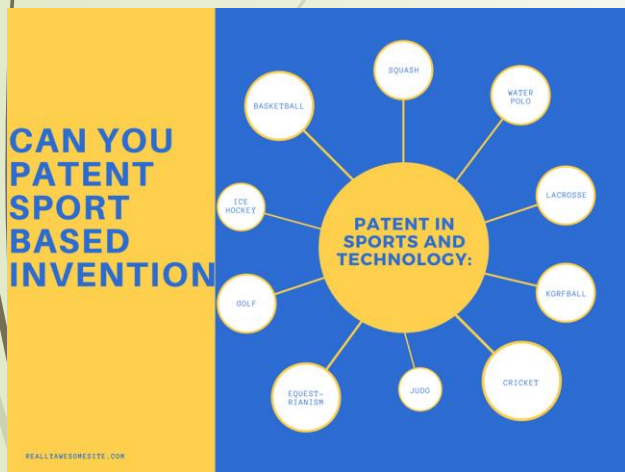 CAN YOU
PATENT
SPORT
BASED
INVENTION
REALLYAWESOMESITE.COM
PATENT IN
SPORTS AND
TECHNOLOGY:
SQUASH
WATER
POLO
LACROSSE
KORFBALL
CRICKET
JUDO
EQUEST-
RIANISM
GOLF
ICE
HOCKEY
BASKETBALL